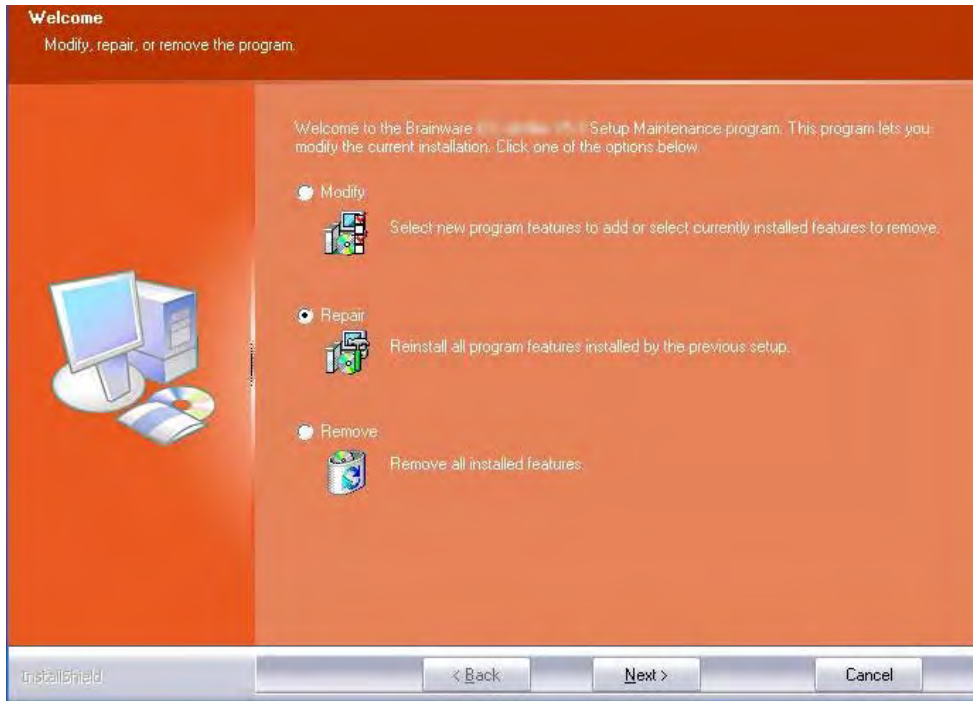 Welcome
Modify, repair, or remove the program.
Welcome to the Brainware Setup Maintenance program. This program lets you
modify the current installation. Click one of the options below.
Modify
Select new program features to add or select currently installed features to remove.
Repair
Reinstall all program features installed by the previous setup.
Remove
Remove all installed features.
InstallShield
< Back
Next >
Cancel